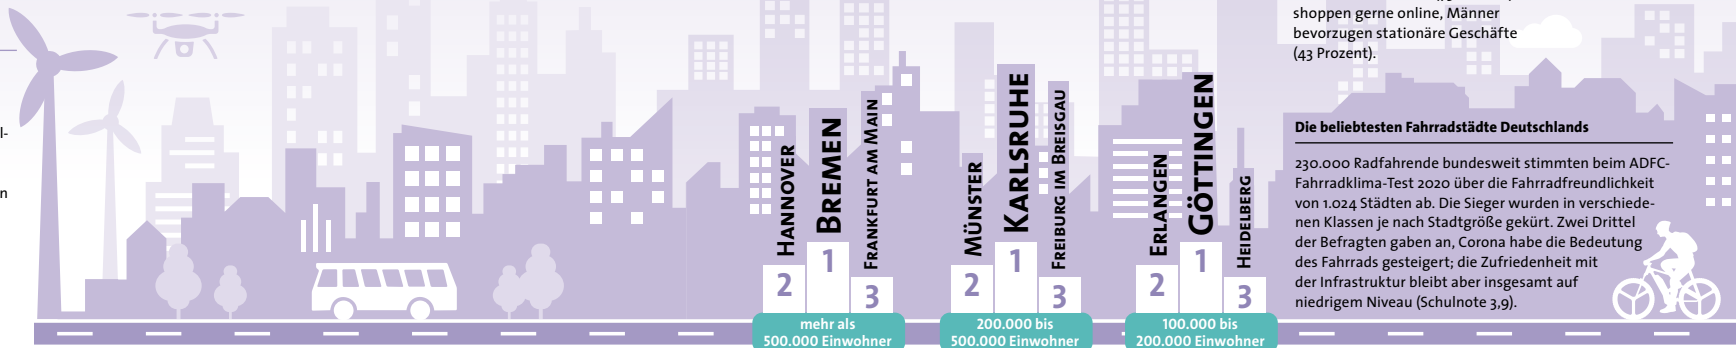 l-
n
shoppen gerne online, Männer
bevorzugen stationäre Geschäfte
(43 Prozent).
Hannover
Bremen
Frankfurt am Main
2
1
3
mehr als
500.000 Einwohner
Münster
Karlsruhe
Freiburg im Breisgau
2
1
3
200.000 bis
500.000 Einwohner
Erlangen
Göttingen
Heidelberg
2
1
3
100.000 bis
200.000 Einwohner
Die beliebtesten Fahrradstädte Deutschlands
230.000 Radfahrende bundesweit stimmten beim ADFC-
Fahrradklima-Test 2020 über die Fahrradfreundlichkeit
von 1.024 Städten ab. Die Sieger wurden in verschiede-
nen Klassen je nach Stadtgröße gekürt. Zwei Drittel
der Befragten gaben an, Corona habe die Bedeutung
des Fahrrads gesteigert; die Zufriedenheit mit
der Infrastruktur bleibt aber insgesamt auf
niedrigem Niveau (Schulnote 3,9).